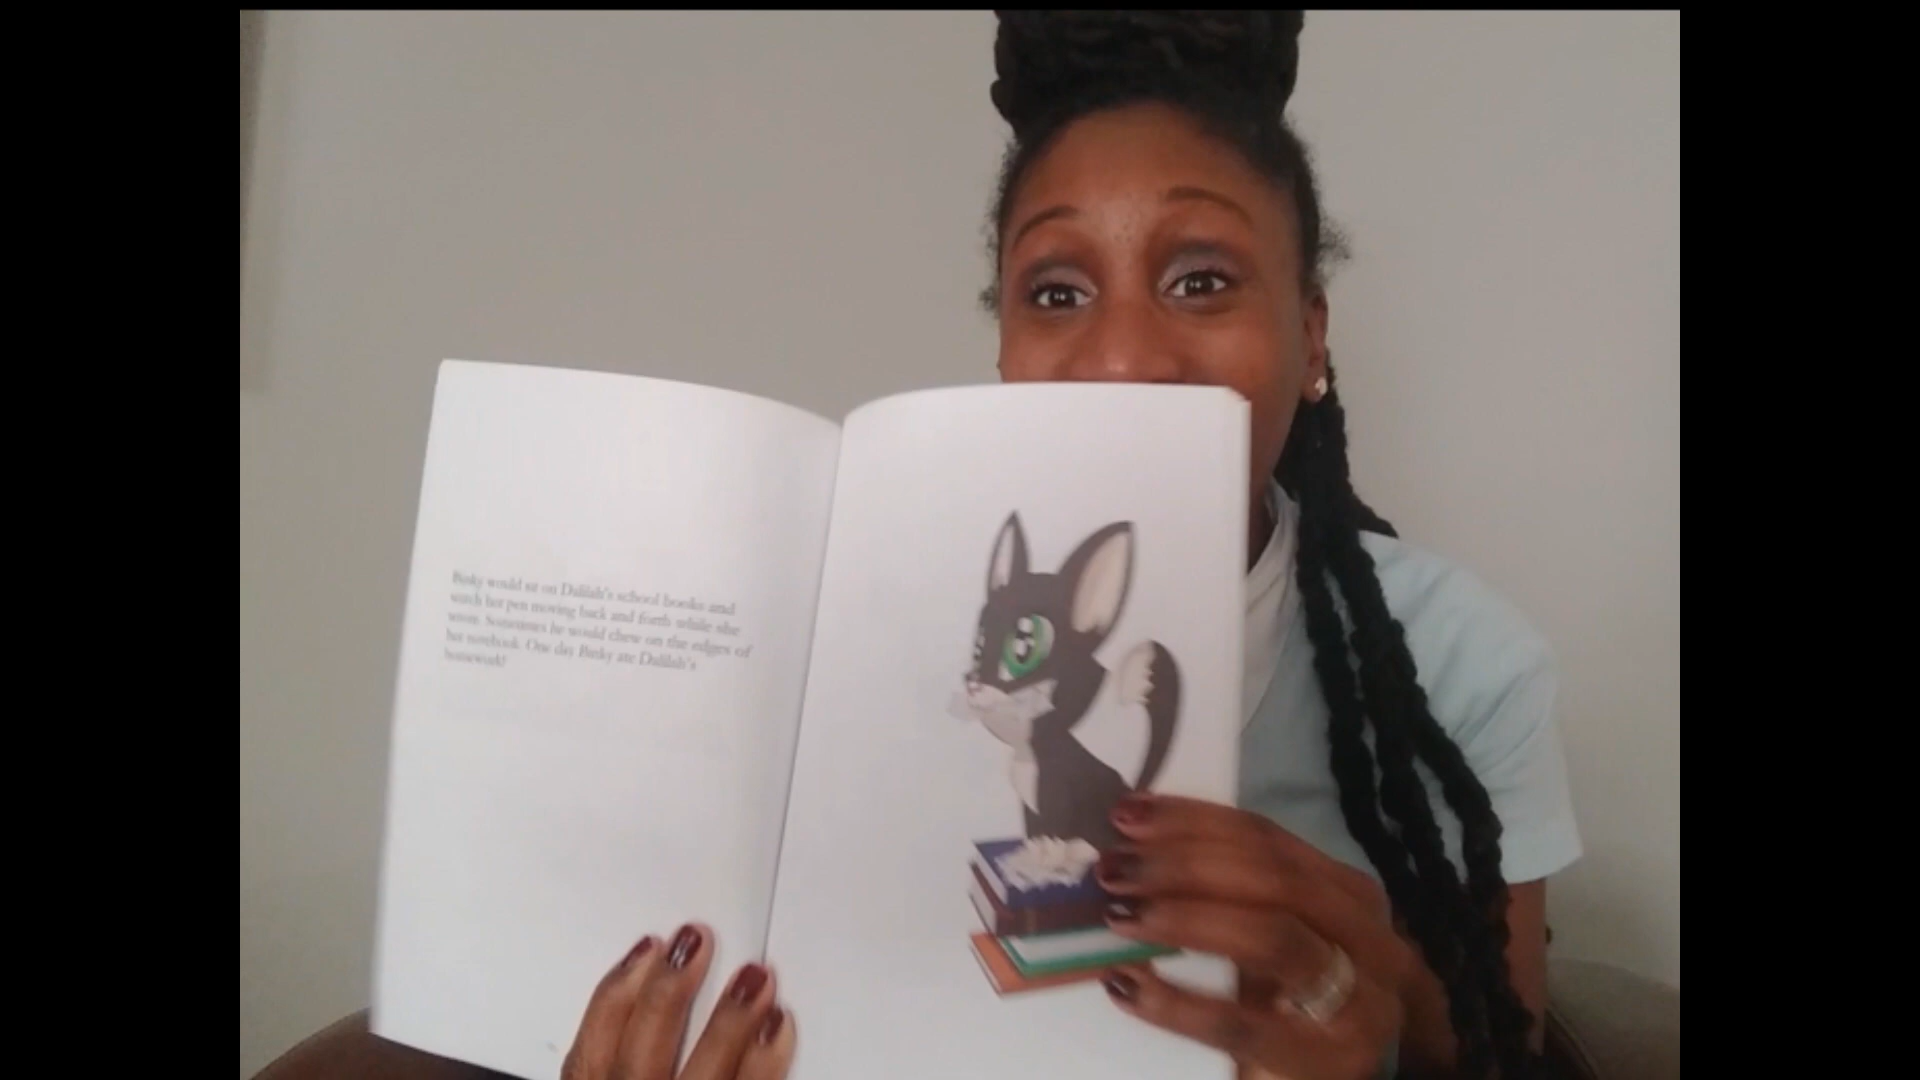 Binky would sit on Dalilah's school books and
watch her pen moving back and forth while she
wrote. Sometimes he would chew on the edges of
her notebook. One day Binky ate Dalilah's
homework!